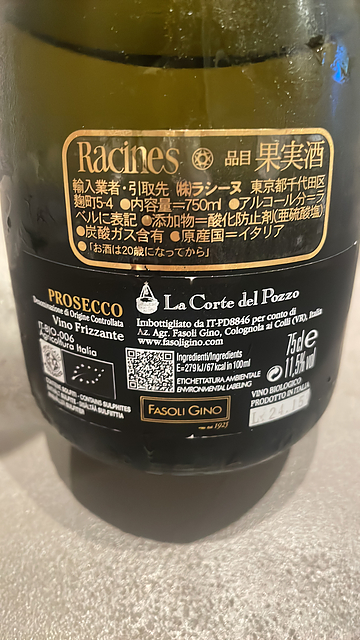 Racines 品目 果実酒
輸入業者・引取先 ㈱ラシーヌ 東京都千代田区
麹町5-4 ●内容量=750ml ●アルコール分=ラ
ベルに表記 ●添加物=酸化防止剤(亜硫酸塩)
●炭酸ガス含有 ●原産国=イタリア
●「お酒は20歳になってから」
PROSECCO
Denominazione di Origine Controllata
Vino Frizzante
IT-BIO-006
Agricoltura Italia
CONTAINS SULPHITES
La Corte del Pozzo
Imbottigliato da IT-PD8846 per conto di
Az. Agr. Fasoli Gino, Colognola ai Colli (VR), Italia
www.fasoligino.com
Ingredienti/Ingredients
E=279kJ/67kcal in 100ml
ETICHETTATURA AMBIENTALE
ENVIRONMENTAL LABELING
FASOLI GINO
1925
75cl e
11.5%vol
VINO BIOLOGICO
PRODOTTO IN ITALIA